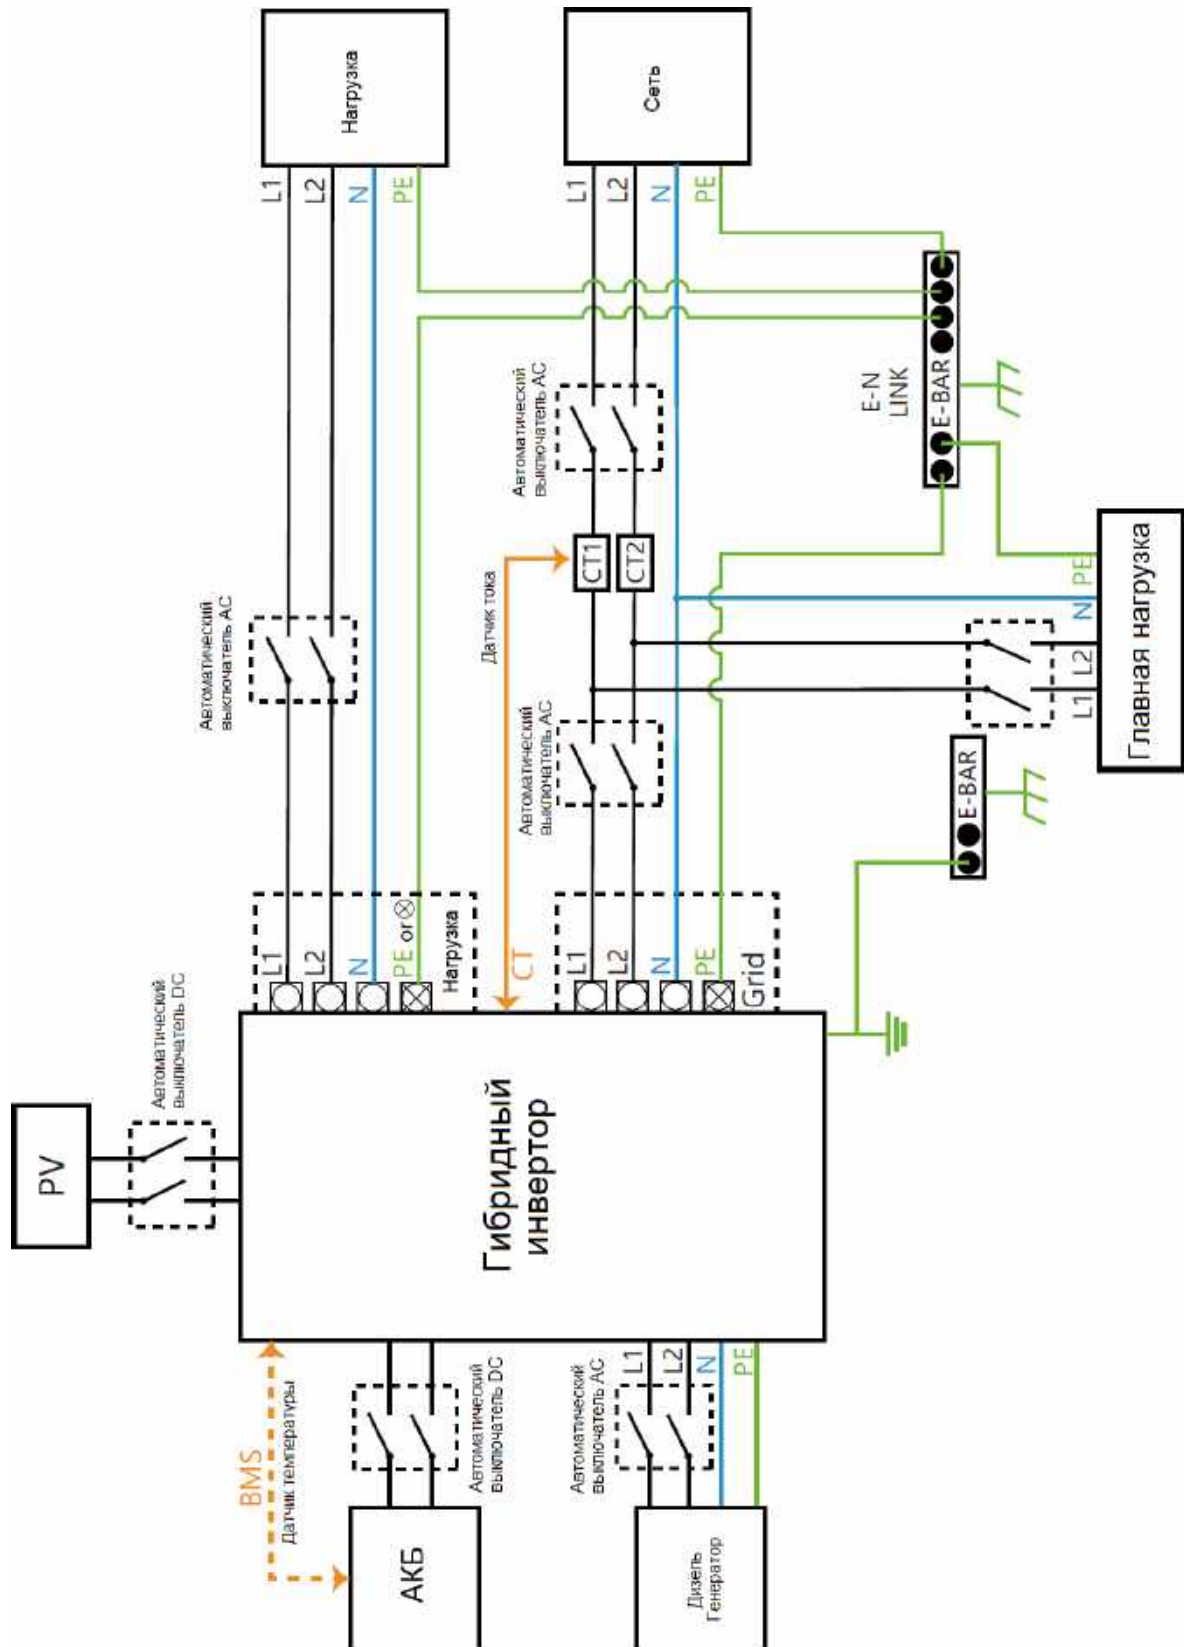 PV
Автоматический
выключатель DC
BMS
Датчик температуры
АКБ
Автоматический
выключатель DC
Дизель
Генератор
Автоматический
выключатель AC
L1
L2
N
PE
Гибридный
инвертор
L1
L2
N
PE or
Нагрузка
Автоматический
выключатель AC
L1
L2
N
PE
Нагрузка
CT
Датчик тока
L1
L2
N
PE
Grid
Автоматический
выключатель AC
CT1
CT2
Автоматический
выключатель AC
L1
L2
N
PE
Сеть
E-N
LINK
E-BAR
E-BAR
L1
L2
N
PE
Главная нагрузка